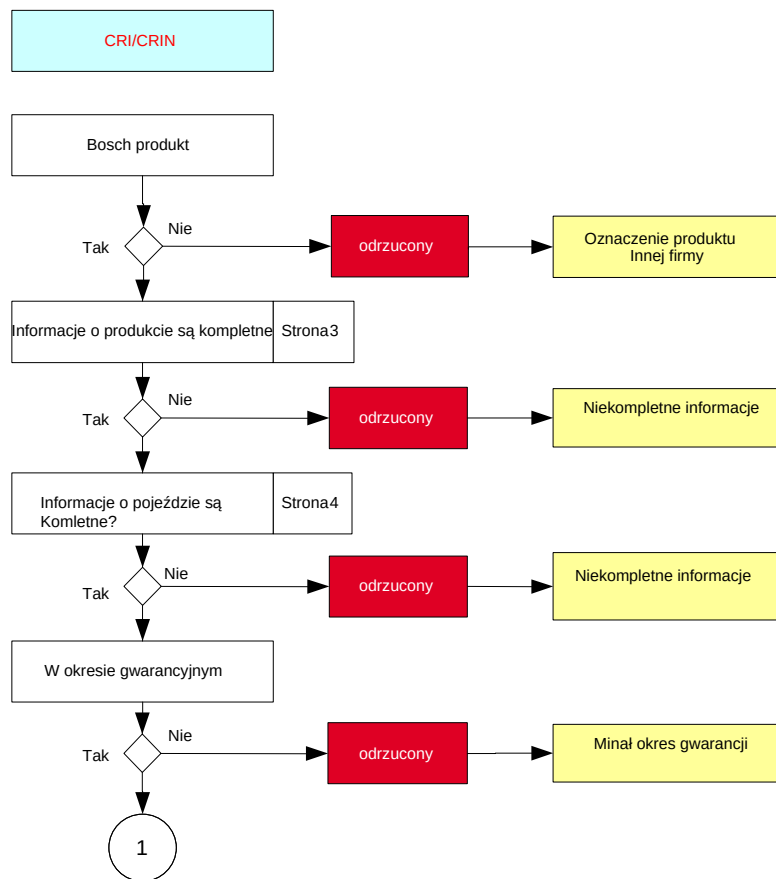 CRI/CRIN
Bosch produkt
Tak
Nie
odrzucony
Oznaczenie produktu
Innej firmy
Informacje o produkcie są kompletne
Strona3
Tak
Nie
odrzucony
Niekompletne informacje
Informacje o pojeździe są
Komletne?
Strona4
Tak
Nie
odrzucony
Niekompletne informacje
W okresie gwarancyjnym
Tak
Nie
odrzucony
Minał okres gwarancji
1